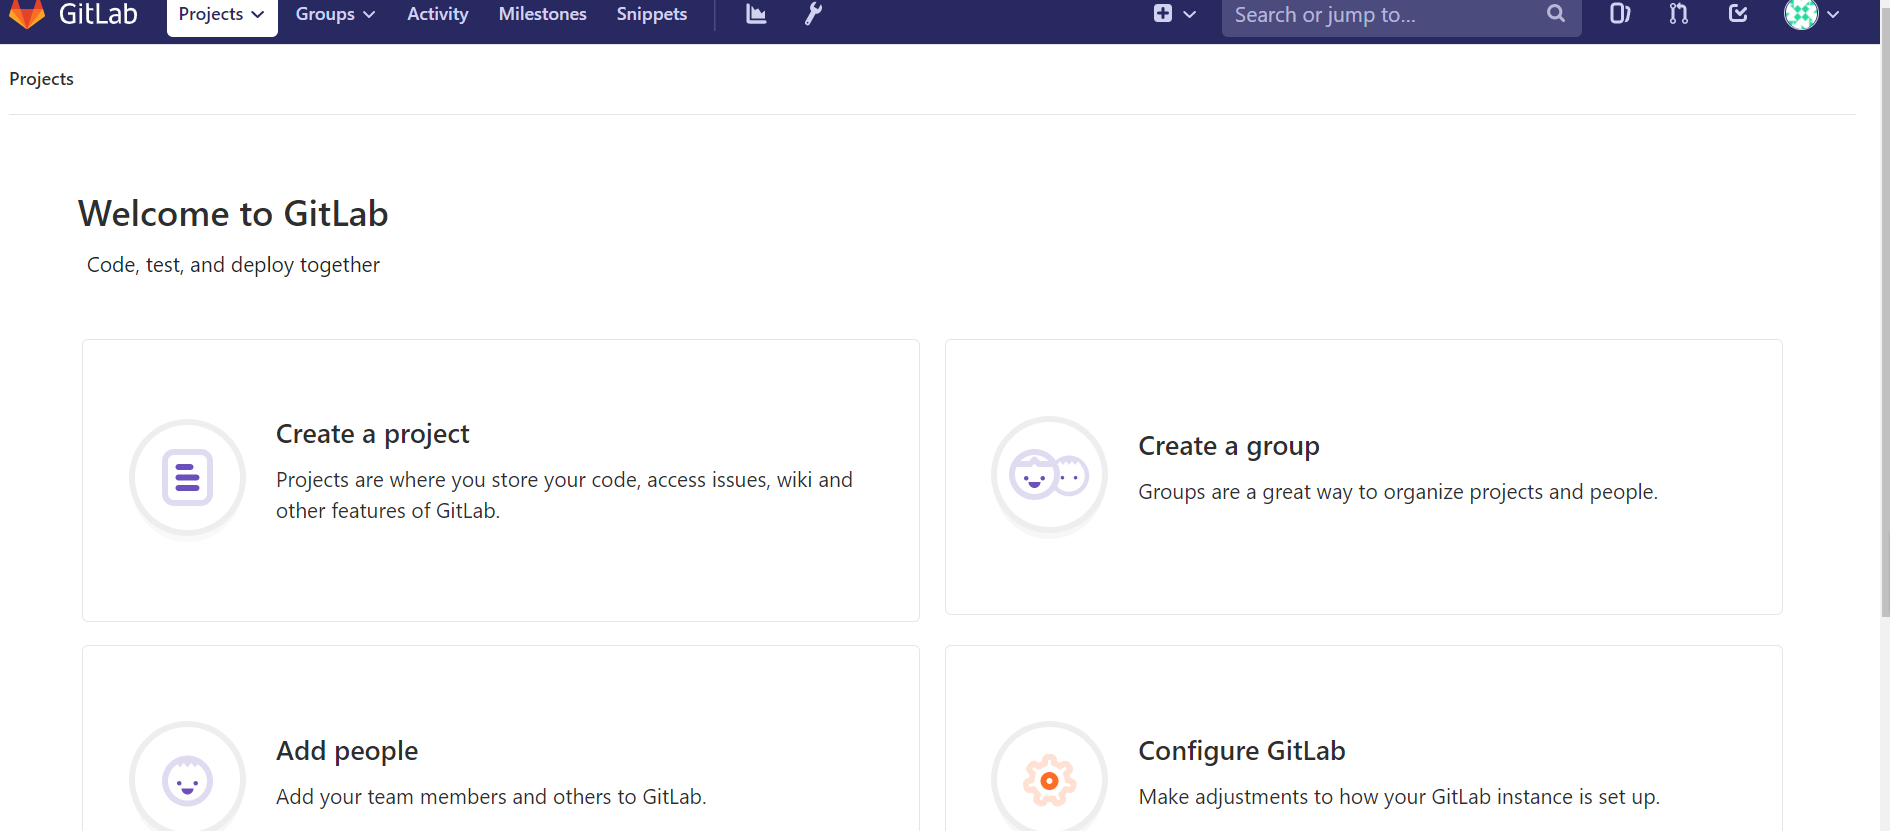 GitLab Projects Groups Activity Milestones Snippets Search or jump to...
Projects
Welcome to GitLab
Code, test, and deploy together
Create a project
Projects are where you store your code, access issues, wiki and
other features of GitLab.
Create a group
Groups are a great way to organize projects and people.
Add people
Add your team members and others to GitLab.
Configure GitLab
Make adjustments to how your GitLab instance is set up.